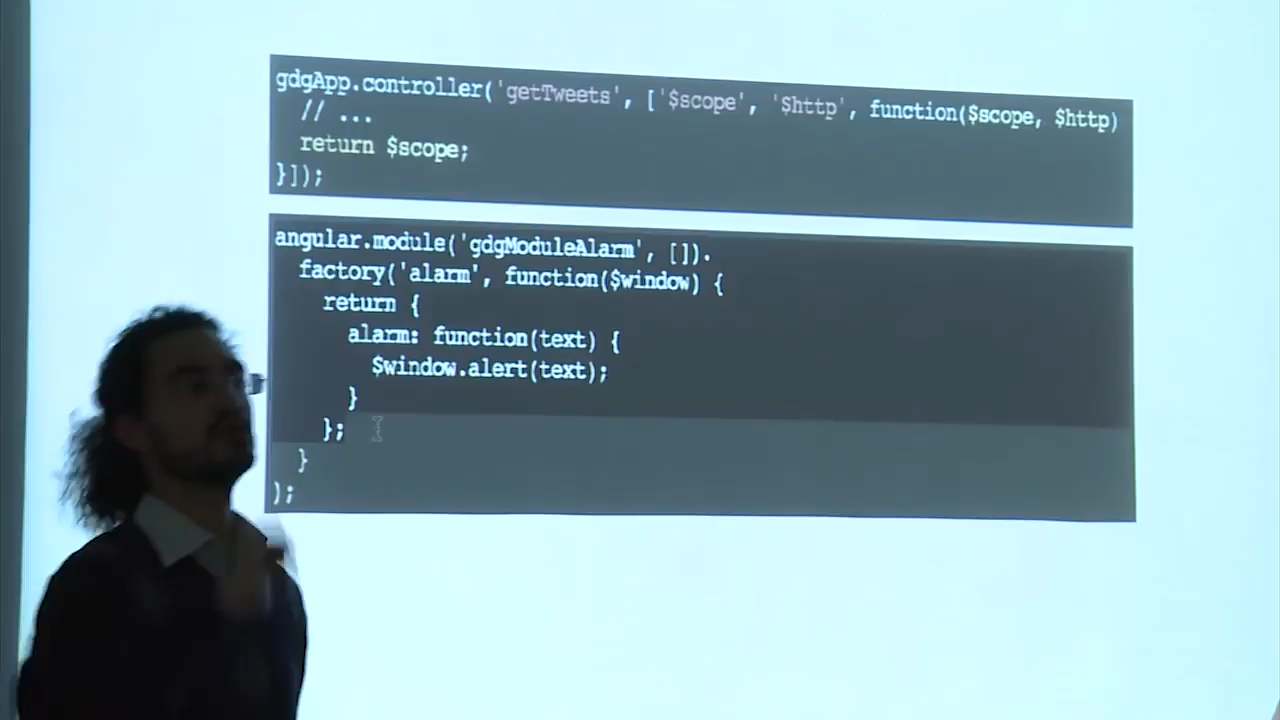 gdgApp.controller('getTweets', ['$scope', '$http', function($scope, $http)
// ...
return $scope;
}]);
angular.module('gdgModuleAlarm', []).
factory('alarm', function($window) {
return {
alarm: function(text) {
$window.alert(text);
}
};
}
);